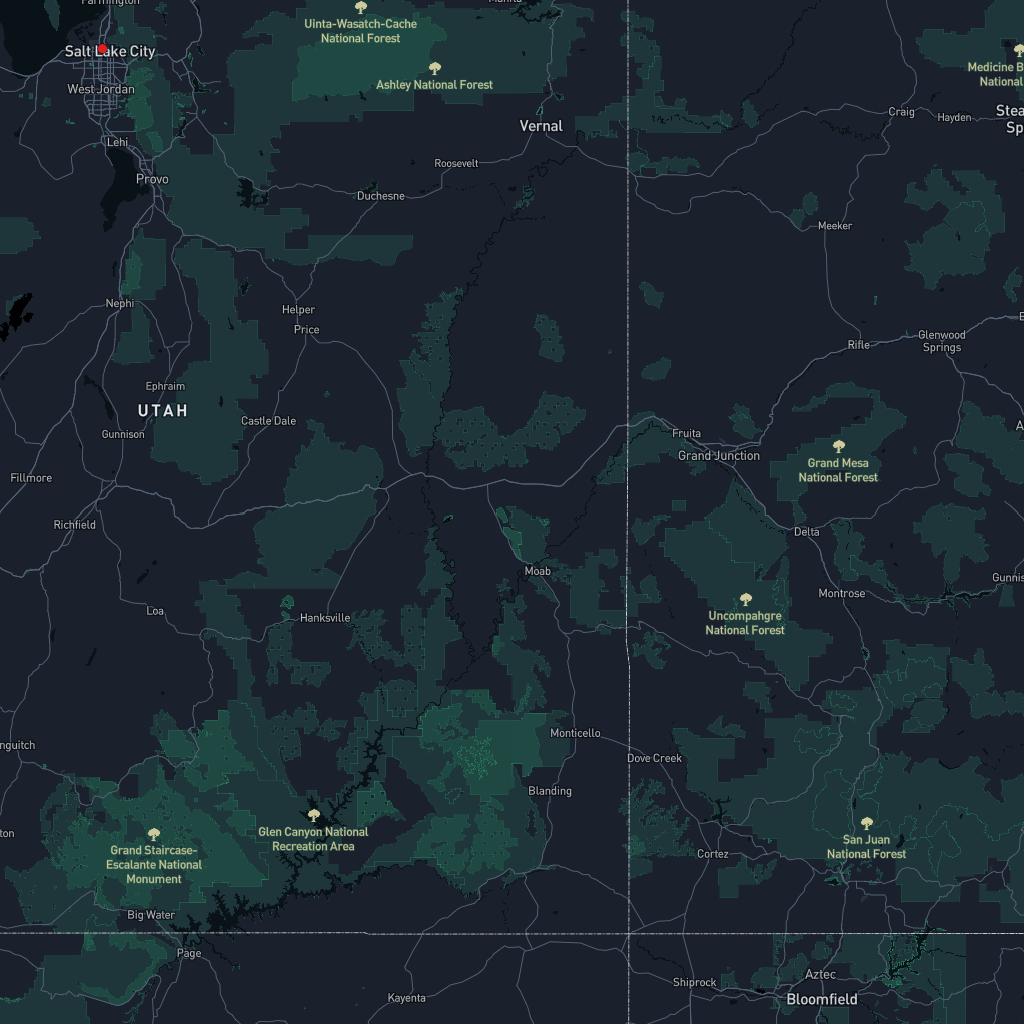 Farmington
Manila
Uinta-Wasatch-Cache
National Forest
Salt Lake City
Ashley National Forest
West Jordan
Medicine B
National
Vernal
Craig
Hayden
Stea
Sp
Lehi
Roosevelt
Provo
Duchesne
Meeker
Nephi
Helper
Price
Rifle
Glenwood
Springs
Ephraim
UTAH
Castle Dale
Gunnison
Fruita
Grand Junction
Grand Mesa
National Forest
Fillmore
Richfield
Delta
Moab
Montrose
Gunnis
Loa
Hanksville
Uncompahgre
National Forest
nguitch
Monticello
Dove Creek
Blanding
ton
Glen Canyon National
Recreation Area
Grand Staircase-
Escalante National
Monument
San Juan
National Forest
Cortez
Big Water
Page
Kayenta
Shiprock
Aztec
Bloomfield